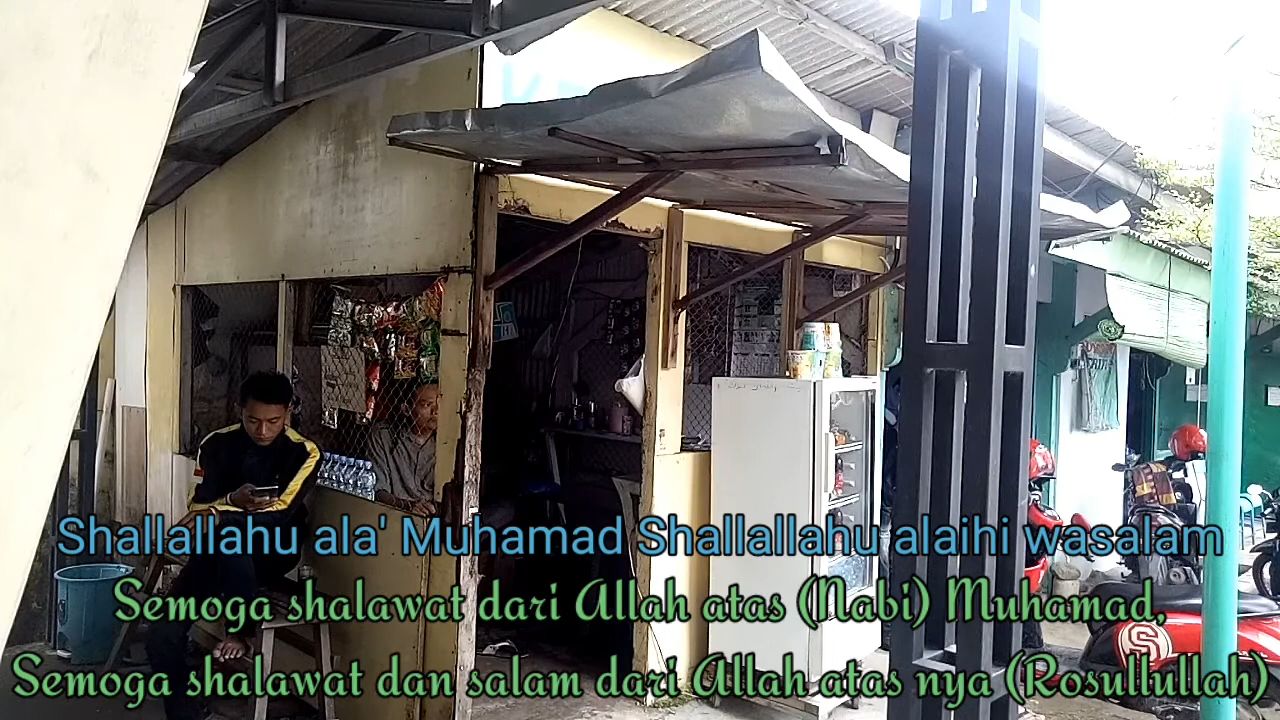 Shallallahu ala' Muhamad Shallallahu alaihi wasalam
Semoga shalawat dari Allah atas (Nabi) Muhamad,
Semoga shalawat dan salam dari Allah atas nya (Rosullullah)